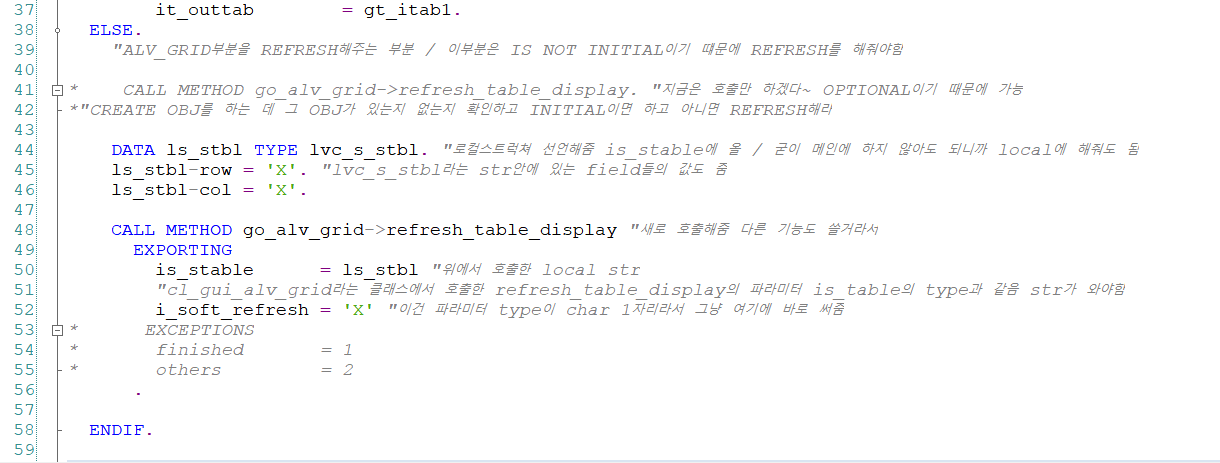 37 it_outtab = gt_itab1.
38 ELSE.
39 "ALV_GRID부분을 REFRESH해주는 부분 / 이부분은 IS NOT INITIAL이기 때문에 REFRESH를 해줘야함
40
41 * CALL METHOD go_alv_grid->refresh_table_display. "지금은 호출만 하겠다~ OPTIONAL이기 때문에 가능
42 *"CREATE OBJ를 하는 데 그 OBJ가 있는지 없는지 확인하고 INITIAL이면 하고 아니면 REFRESH해라
43
44 DATA ls_stbl TYPE lvc_s_stbl. "로컬스트럭쳐 선언해줌 is_stable에 올 / 굳이 메인에 하지 않아도 되니까 local에 해줘도 됨
45 ls_stbl-row = 'X'. "lvc_s_stbl라는 str안에 있는 field들의 값도 줌
46 ls_stbl-col = 'X'.
47
48 CALL METHOD go_alv_grid->refresh_table_display "새로 호출해줌 다른 기능도 쓸거라서
49 EXPORTING
50 is_stable = ls_stbl "위에서 호출한 local str
51 "cl_gui_alv_grid라는 클래스에서 호출한 refresh_table_display의 파라미터 is_table의 type과 같음 str가 와야함
52 i_soft_refresh = 'X' "이건 파라미터 type이 char 1자리라서 그냥 여기에 바로 써줌
53 * EXCEPTIONS
54 * finished = 1
55 * others = 2
56 .
57
58 ENDIF.
59